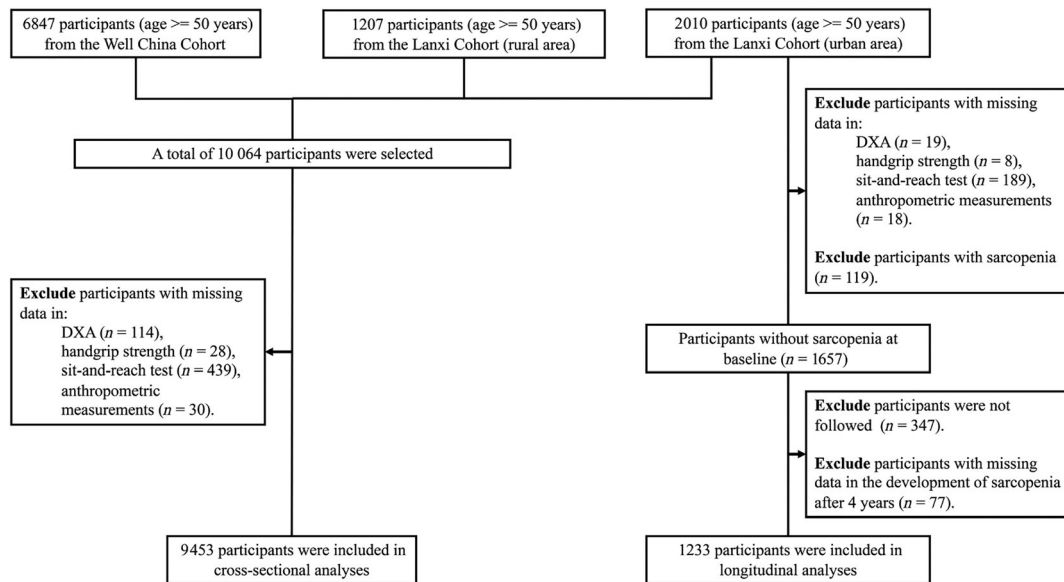 6847 participants (age >= 50 years)
from the Well China Cohort
1207 participants (age >= 50 years)
from the Lanxi Cohort (rural area)
2010 participants (age >= 50 years)
from the Lanxi Cohort (urban area)
A total of 10 064 participants were selected
Exclude participants with missing
data in:
DXA (n = 19),
handgrip strength (n = 8),
sit-and-reach test (n = 189),
anthropometric measurements
(n = 18).
Exclude participants with sarcopenia
(n = 119).
Exclude participants with missing
data in:
DXA (n = 114),
handgrip strength (n = 28),
sit-and-reach test (n = 439),
anthropometric
measurements (n = 30).
Participants without sarcopenia at
baseline (n = 1657)
Exclude participants were not
followed (n = 347).
Exclude participants with missing
data in the development of sarcopenia
after 4 years (n = 77).
9453 participants were included in
cross-sectional analyses
1233 participants were included in
longitudinal analyses